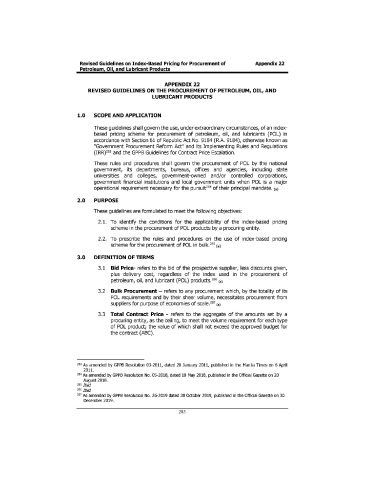 Revised Guidelines on Index-Based Pricing for Procurement of Appendix 22
Petroleum, Oil, and Lubricant Products
APPENDIX 22
REVISED GUIDELINES ON THE PROCUREMENT OF PETROLEUM, OIL, AND
LUBRICANT PRODUCTS
1.0 SCOPE AND APPLICATION
These guidelines shall govern the use, under extraordinary circumstances, of an index-
based pricing scheme for procurement of petroleum, oil, and lubricants (POL) in
accordance with Section 61 of Republic Act No. 9184 (R.A. 9184), otherwise known as
"Government Procurement Reform Act" and its Implementing Rules and Regulations
(IRR) and the GPPB Guidelines for Contract Price Escalation.
These rules and procedures shall govern the procurement of POL by the national
government, its departments, bureaus, offices and agencies, including state
universities and colleges, government-owned and/or controlled corporations,
government financial institutions and local government units when POL is a major
operational requirement necessary for the pursuit of their principal mandate. (a)
2.0 PURPOSE
These guidelines are formulated to meet the following objectives:
2.1. To identify the conditions for the applicability of the index-based pricing
scheme in the procurement of POL products by a procuring entity.
2.2. To prescribe the rules and procedures on the use of index-based pricing
scheme for the procurement of POL in bulk. (a)
3.0 DEFINITION OF TERMS
3.1 Bid Price- refers to the bid of the prospective supplier, less discounts given,
plus delivery cost, regardless of the index used in the procurement of
petroleum, oil, and lubricant (POL) products. (a)
3.2 Bulk Procurement – refers to any procurement which, by the totality of its
POL requirements and by their sheer volume, necessitates procurement from
suppliers for purpose of economies of scale. (a)
3.3 Total Contract Price - refers to the aggregate of the amounts set by a
procuring entity, as the ceiling, to meet the volume requirement for each type
of POL product; the value of which shall not exceed the approved budget for
the contract (ABC).
As amended by GPPB Resolution 03-2011, dated 28 January 2011, published in the Manila Times on 6 April
2011.
As amended by GPPB Resolution No. 05-2018, dated 18 May 2018, published in the Official Gazette on 20
August 2018.
Ibid
Ibid
As amended by GPPB Resolution No. 26-2019 dated 30 October 2019, published in the Official Gazette on 30
December 2019.